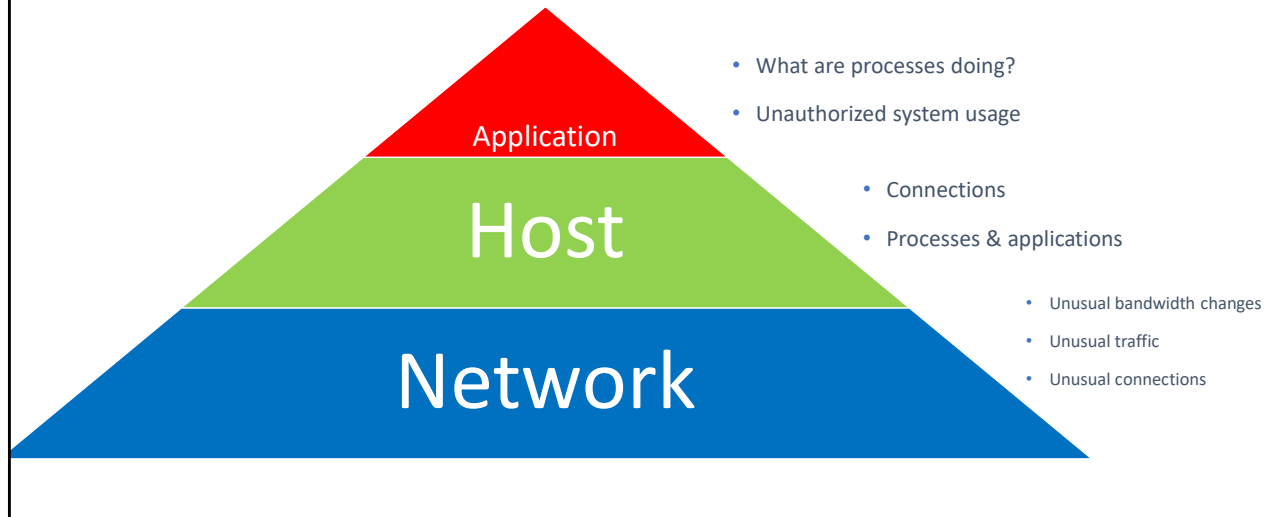 • What are processes doing?
• Unauthorized system usage
Application
• Connections
Host
• Processes & applications
• Unusual bandwidth changes
• Unusual traffic
Network
• Unusual connections